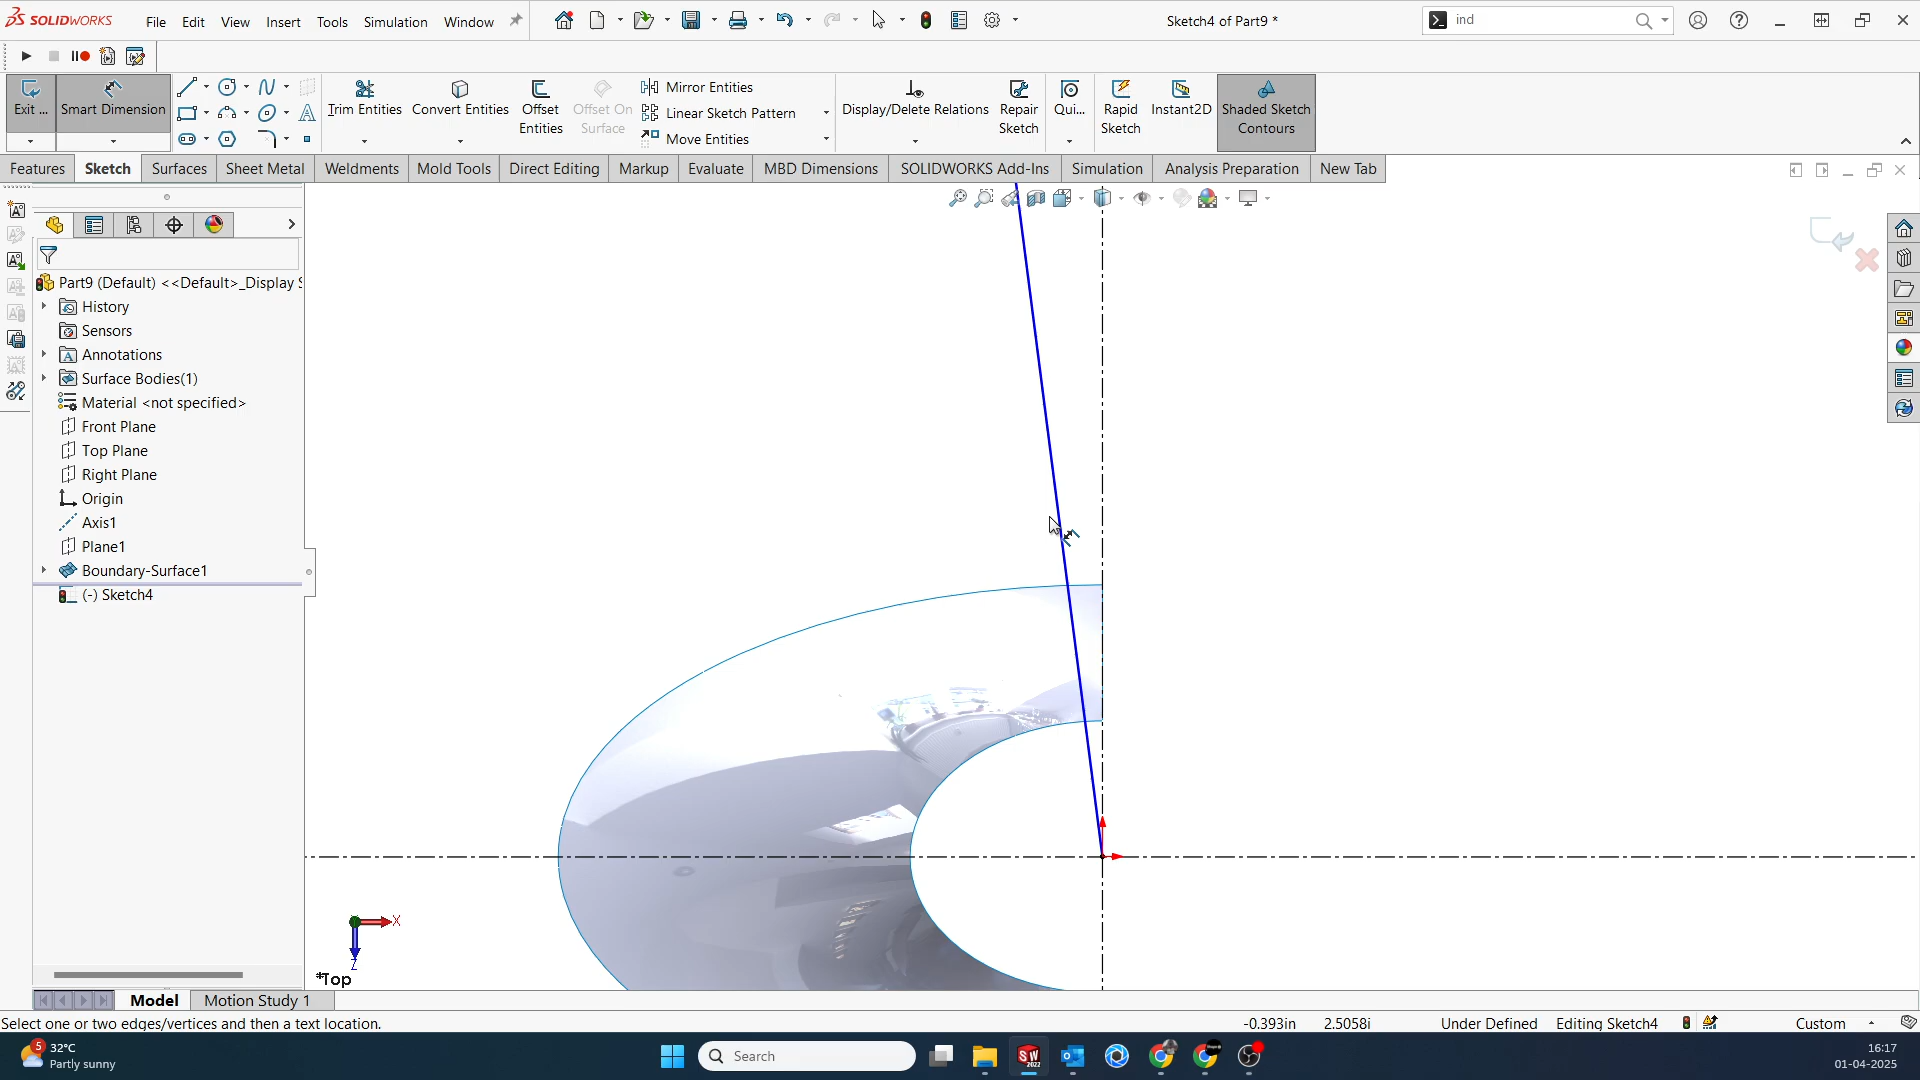 SOLIDWORKS
File Edit View Insert Tools Simulation Window
Sketch4 of Part9 *
ind
Exit ...
Smart Dimension
Trim Entities
Convert Entities
Offset Entities
Offset On Surface
Mirror Entities
Linear Sketch Pattern
Move Entities
Display/Delete Relations
Repair Sketch
Qui...
Rapid Sketch
Instant2D
Shaded Sketch Contours
Features Sketch Surfaces Sheet Metal Weldments Mold Tools Direct Editing Markup Evaluate MBD Dimensions SOLIDWORKS Add-Ins Simulation Analysis Preparation New Tab
Part9 (Default) <<Default>_Display S
History
Sensors
Annotations
Surface Bodies(1)
Material <not specified>
Front Plane
Top Plane
Right Plane
Origin
Axis1
Plane1
Boundary-Surface1
(-) Sketch4
X
Z
*Top
Model Motion Study 1
Select one or two edges/vertices and then a text location. -0.393in 2.5058i Under Defined Editing Sketch4 Custom
5
32°C
Partly sunny
Search
SW
2022
16:17
01-04-2025